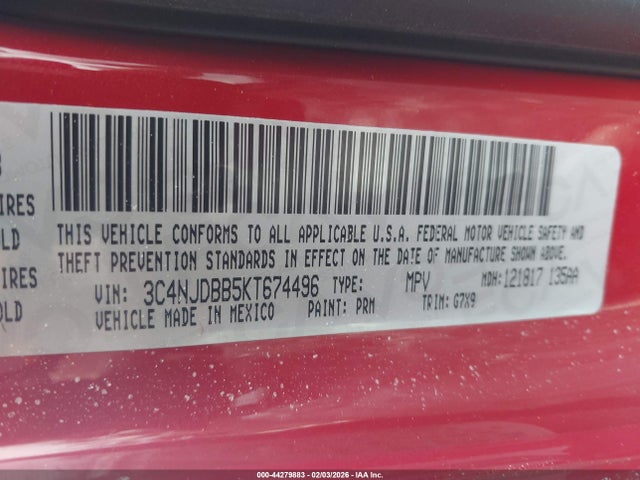 IRES
OLD
IRES
OLD
THIS VEHICLE CONFORMS TO ALL APPLICABLE U.S.A. FEDERAL MOTOR VEHICLE SAFETY AND
THEFT PREVENTION STANDARDS IN EFFECT ON THE DATE OF MANUFACTURE SHOWN ABOVE.
VIN: 3C4NJDBB5KT674496 TYPE: MPV MDH: 121817 135AA
VEHICLE MADE IN MEXICO PAINT: PRM TRIM: G7X9
000-44279883 - 02/03/2026 - Copart, Inc.